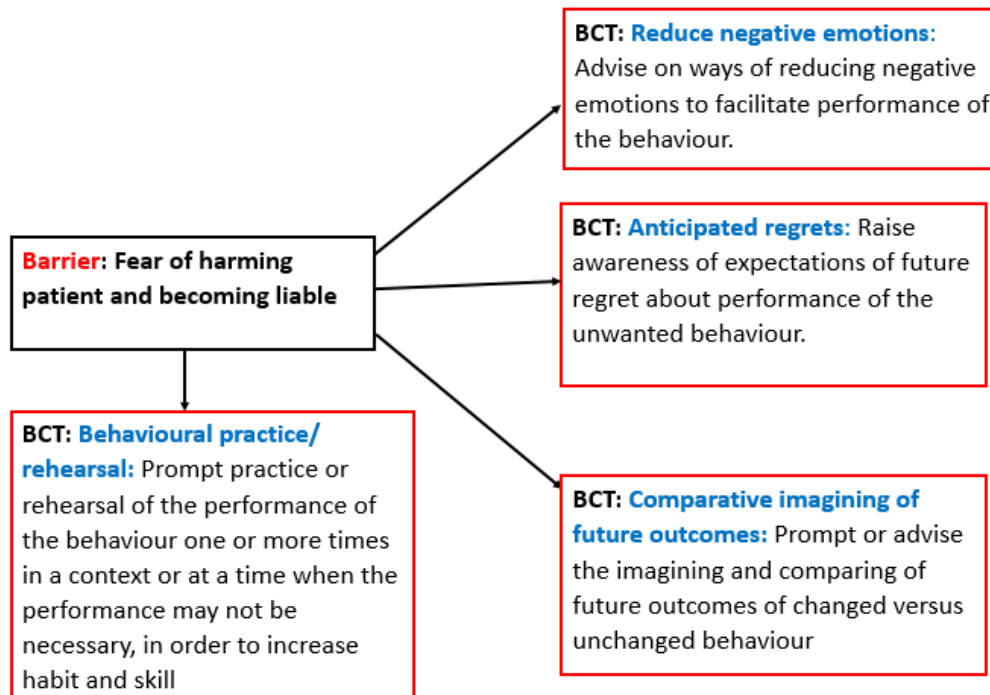 BCT: Reduce negative emotions:
Advise on ways of reducing negative
emotions to facilitate performance of
the behaviour.
BCT: Anticipated regrets: Raise
awareness of expectations of future
regret about performance of the
unwanted behaviour.
Barrier: Fear of harming
patient and becoming liable
BCT: Behavioural practice/
rehearsal: Prompt practice or
rehearsal of the performance of
the behaviour one or more times
in a context or at a time when the
performance may not be
necessary, in order to increase
habit and skill
BCT: Comparative imagining of
future outcomes: Prompt or advise
the imagining and comparing of
future outcomes of changed versus
unchanged behaviour